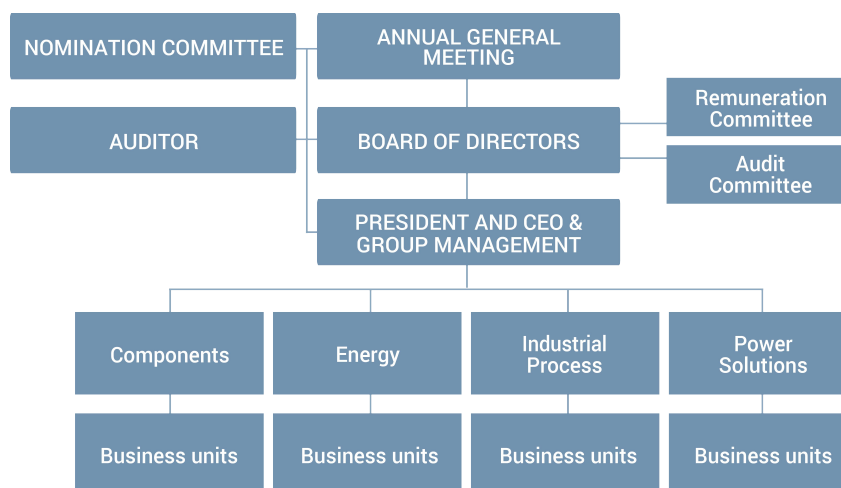 NOMINATION COMMITTEE
ANNUAL GENERAL
MEETING
Remuneration
Committee
AUDITOR
BOARD OF DIRECTORS
Audit
Committee
PRESIDENT AND CEO &
GROUP MANAGEMENT
Components
Energy
Industrial
Process
Power
Solutions
Business units
Business units
Business units
Business units